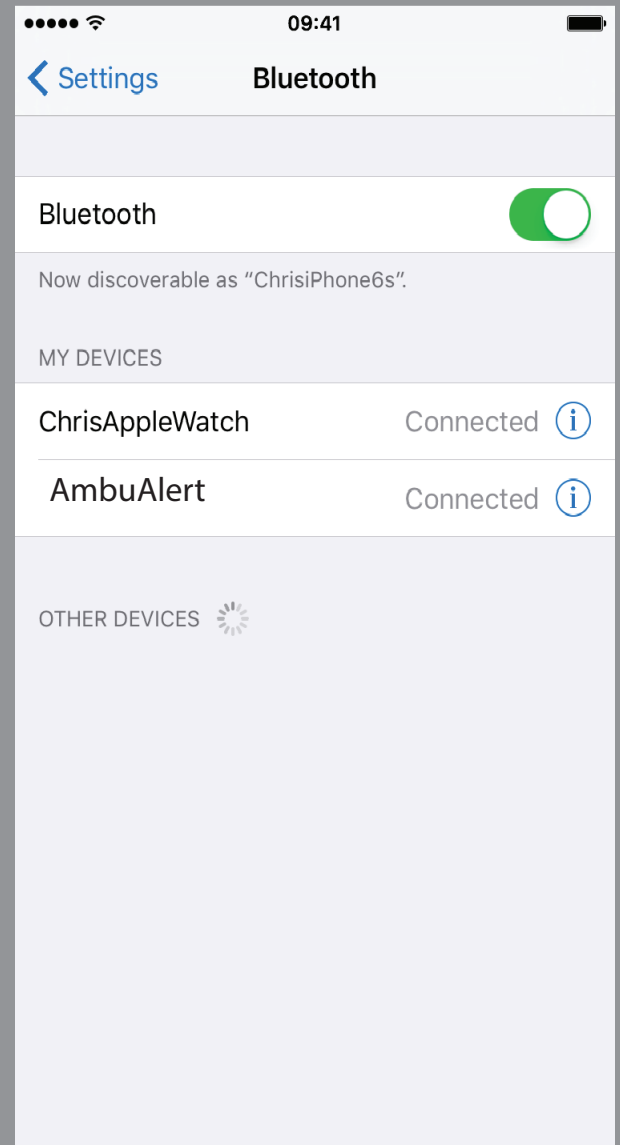 09:41
Settings Bluetooth
Bluetooth
Now discoverable as “ChrisiPhone6s”.
MY DEVICES
ChrisAppleWatch Connected i
AmbuAlert Connected i
OTHER DEVICES